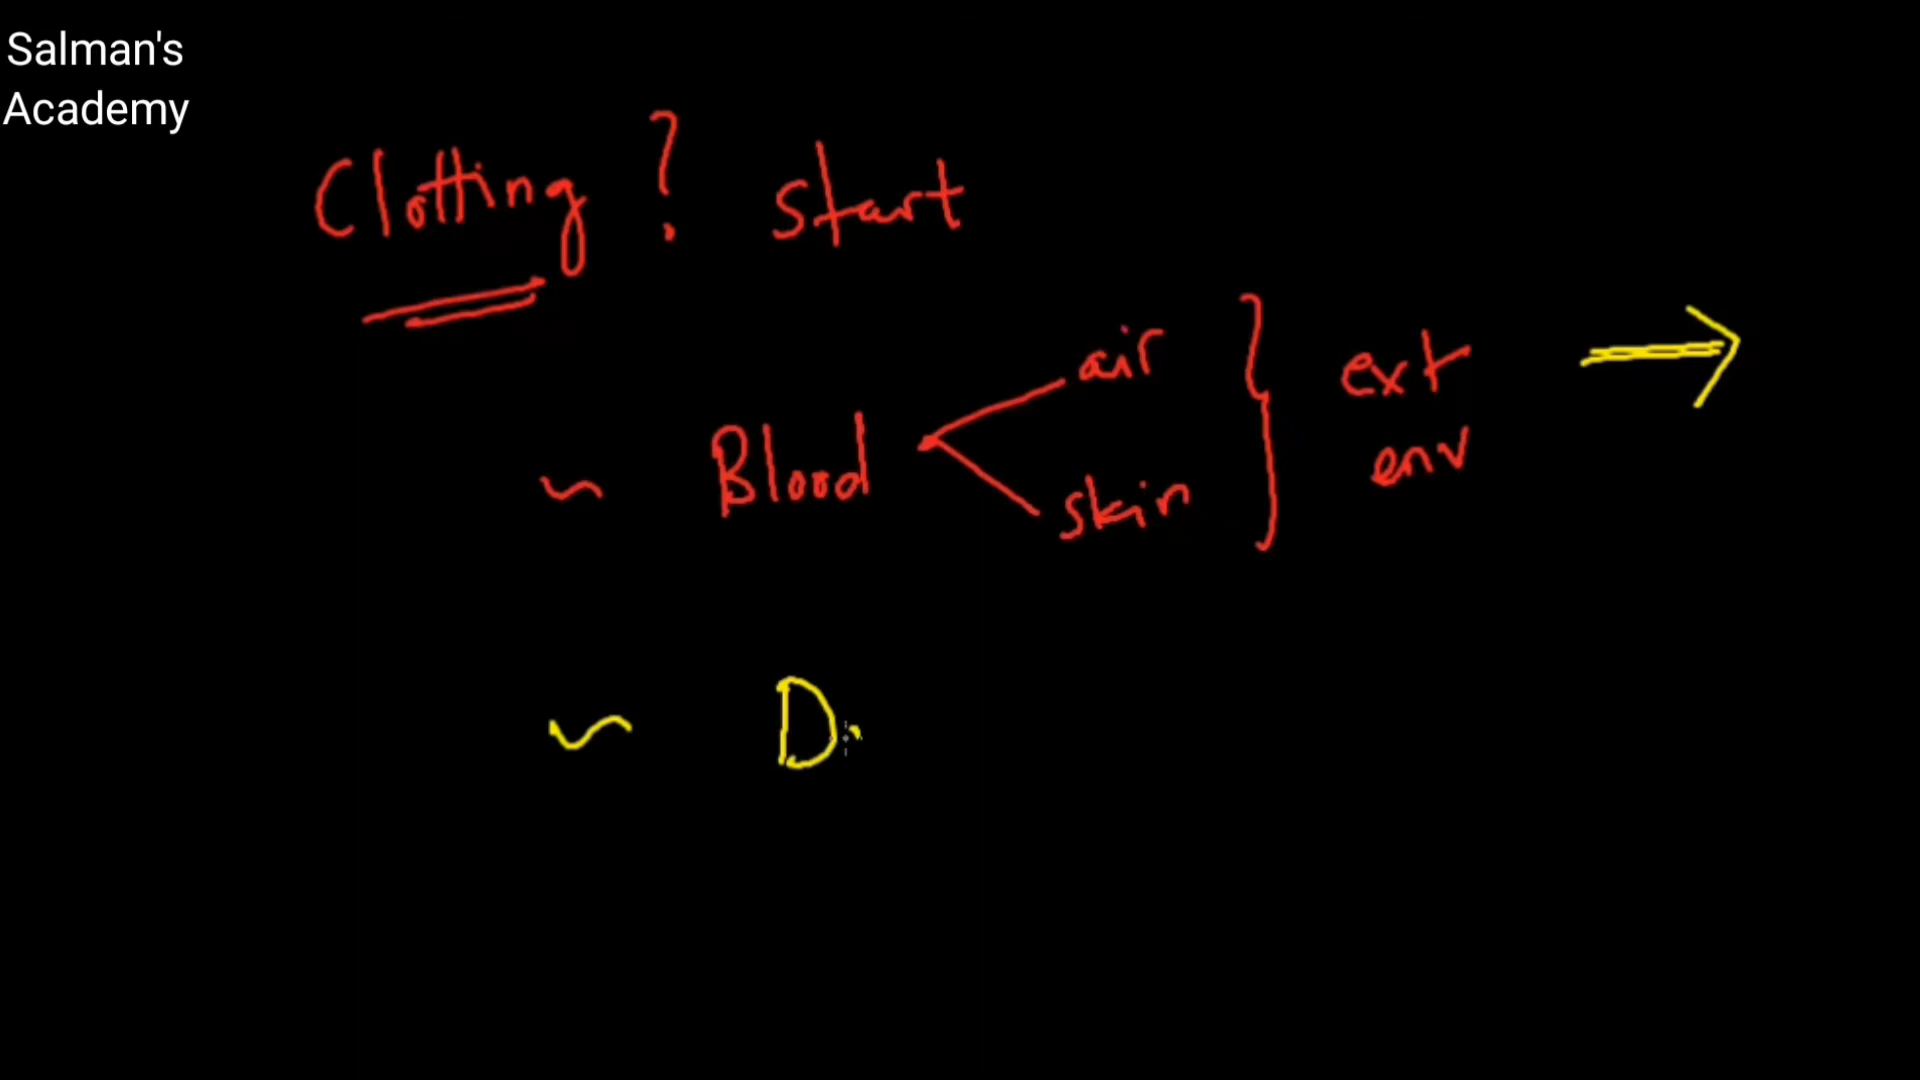 Salman's
Academy
Clotting ? start
air
Blood
skin
ext
env
~ D